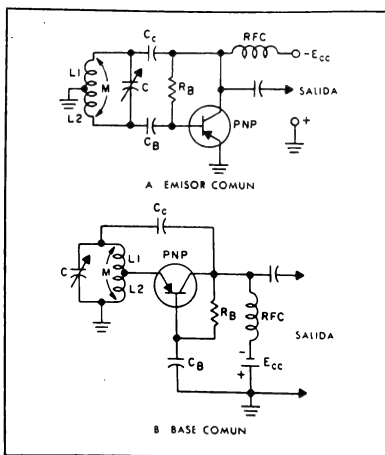 Cc
RFC
-Ecc
L1
M
C
RB
SALIDA
L2
CB
PNP
+
A EMISOR COMUN
Cc
PNP
C
L1
M
L2
RB
RFC
SALIDA
CB
-
Ecc
+
B BASE COMUN